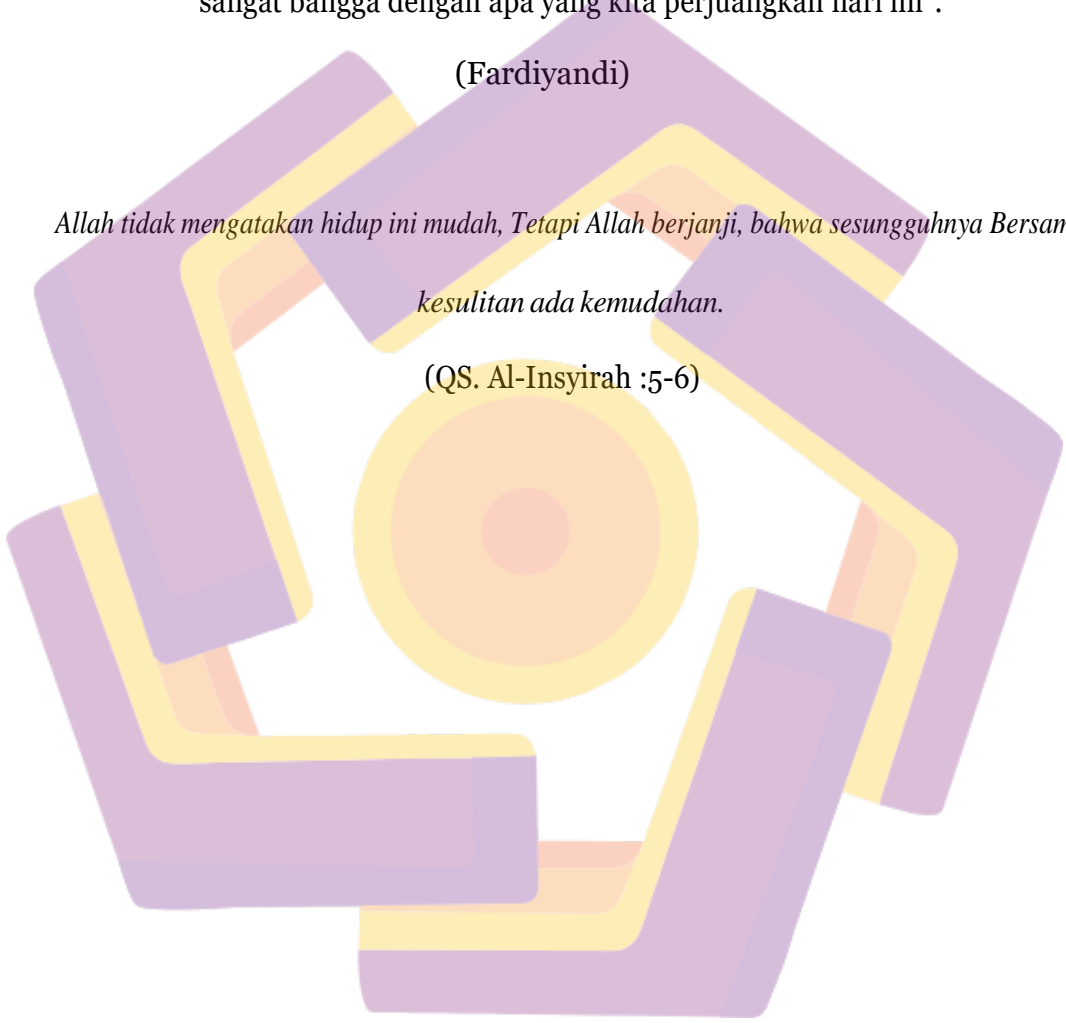 sangat bangga dengan apa yang kita perjuangkan hari ini".
(Fardiyandi)
Allah tidak mengatakan hidup ini mudah, Tetapi Allah berjanji, bahwa sesungguhnya
kesulitan ada kemudahan.
(QS. Al-Insyirah :5-6)